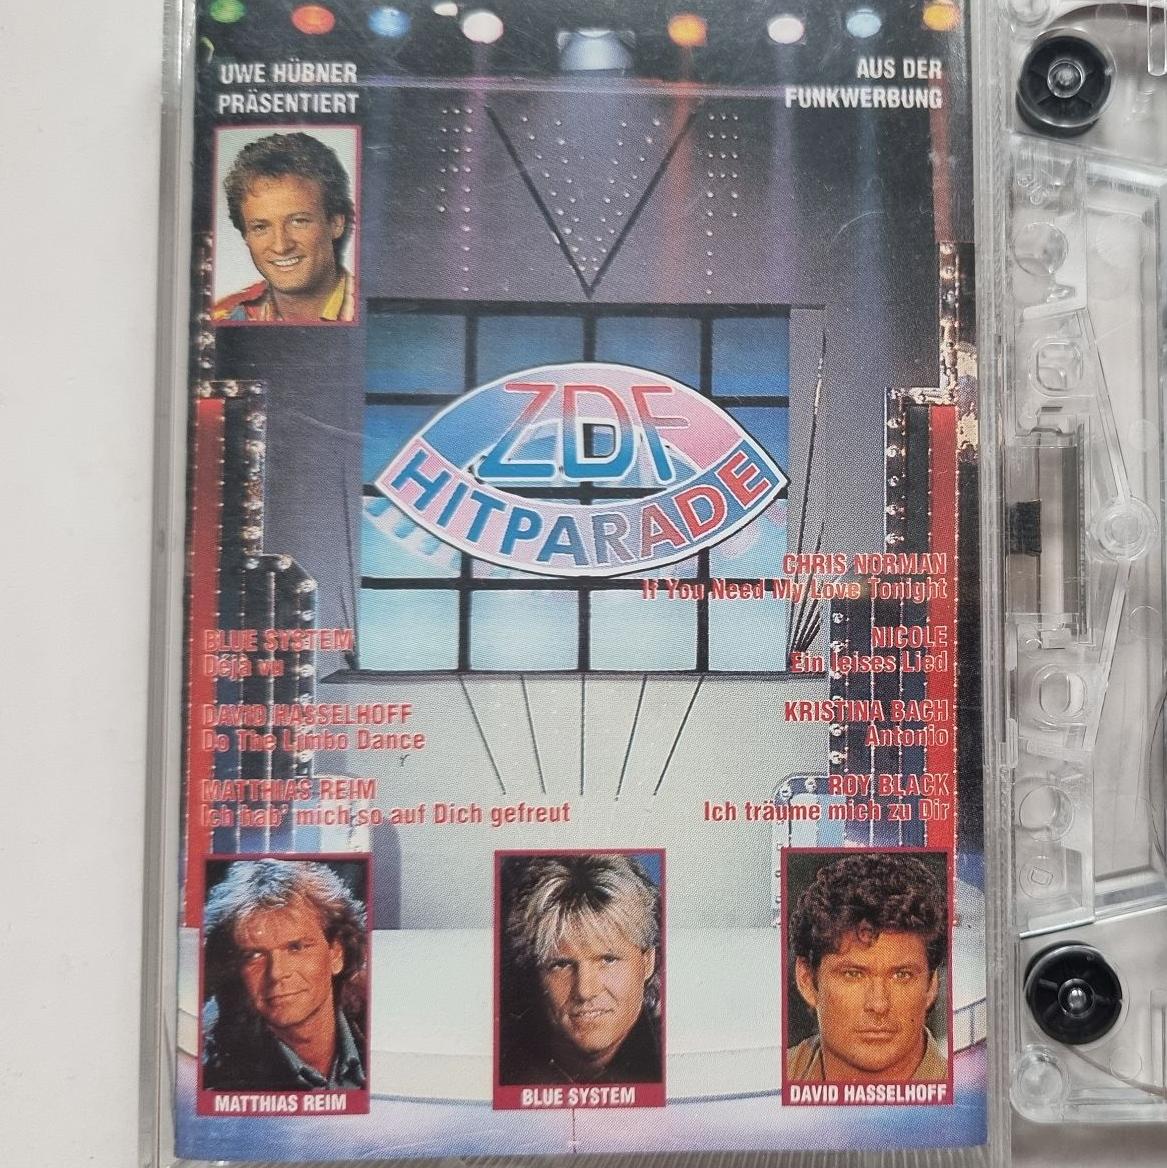 UWE HÜBNER
PRÄSENTIERT
AUS DER
FUNKWERBUNG
ZDF
HITPARADE
CHRIS NORMAN
If You Need My Love Tonight
BLUE SYSTEM
Déjà vu
NICOLE
Ein leises Lied
DAVID HASSELHOFF
Do The Limbo Dance
KRISTINA BACH
Antonio
MATTHIAS REIM
Ich hab' mich so auf Dich gefreut
ROY BLACK
Ich träume mich zu Dir
MATTHIAS REIM
BLUE SYSTEM
DAVID HASSELHOFF